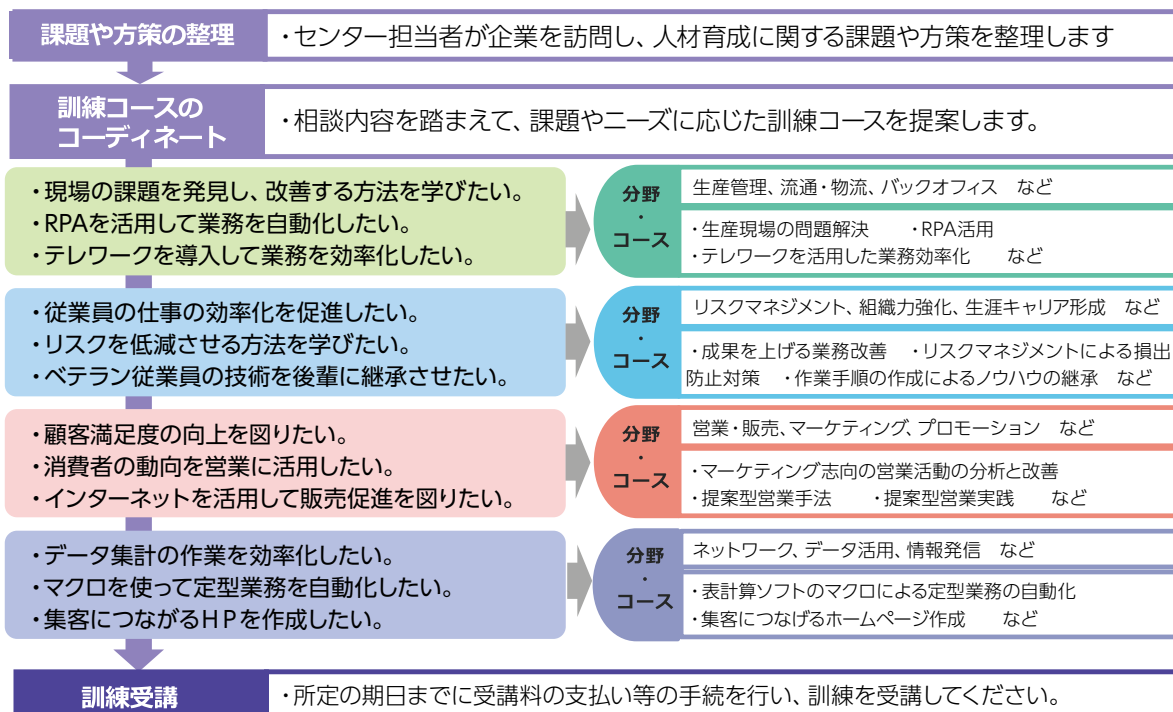 課題や方策の整理
・センター担当者が企業を訪問し、人材育成に関する課題や方策を整理します
訓練コースの
コーディネート
・相談内容を踏まえて、課題やニーズに応じた訓練コースを提案します。
・現場の課題を発見し、改善する方法を学びたい。
・RPAを活用して業務を自動化したい。
・テレワークを導入して業務を効率化したい。
分野
・
コース
生産管理、流通・物流、バックオフィス　など
・生産現場の問題解決　　・RPA活用
・テレワークを活用した業務効率化　　など
・従業員の仕事の効率化を促進したい。
・リスクを低減させる方法を学びたい。
・ベテラン従業員の技術を後輩に継承させたい。
分野
・
コース
リスクマネジメント、組織力強化、生涯キャリア形成　など
・成果を上げる業務改善　・リスクマネジメントによる損出
防止対策　・作業手順の作成によるノウハウの継承　など
・顧客満足度の向上を図りたい。
・消費者の動向を営業に活用したい。
・インターネットを活用して販売促進を図りたい。
分野
・
コース
営業・販売、マーケティング、プロモーション　など
・マーケティング志向の営業活動の分析と改善
・提案型営業手法　　・提案型営業実践　　など
・データ集計の作業を効率化したい。
・マクロを使って定型業務を自動化したい。
・集客につながるＨＰを作成したい。
分野
・
コース
ネットワーク、データ活用、情報発信　など
・表計算ソフトのマクロによる定型業務の自動化
・集客につなげるホームページ作成　　など
訓練受講
・所定の期日までに受講料の支払い等の手続を行い、訓練を受講してください。